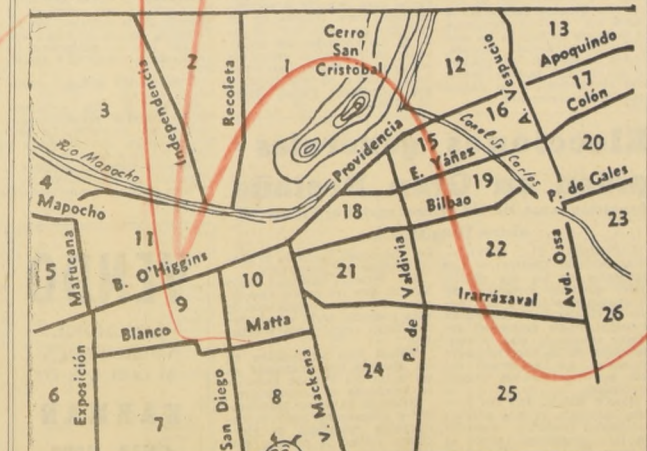 13
Cerro
San
Cristobal
Apoquindo
2
1
12
A. Vespucio
17
Colón
Independencia
Recoleta
3
16
Canal Sn Carlos
15
Providencia
E. Yáñez
20
Rio Mapocho
19
P. de Gales
4
Mapocho
18
Bilbao
23
11
22
5
Matucana
B. O'Higgins
10
21
P. de Valdivia
Avd. Ossa
9
Irarrázaval
26
Blanco
Matta
Exposición
24
25
6
7
San Diego
8
V. Mackena